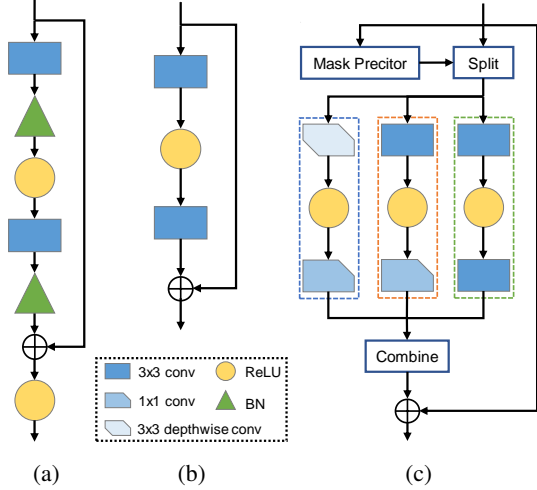 Mask Precitor
Split
Combine
3x3 conv
ReLU
1x1 conv
BN
3x3 depthwise conv
(a)
(b)
(c)